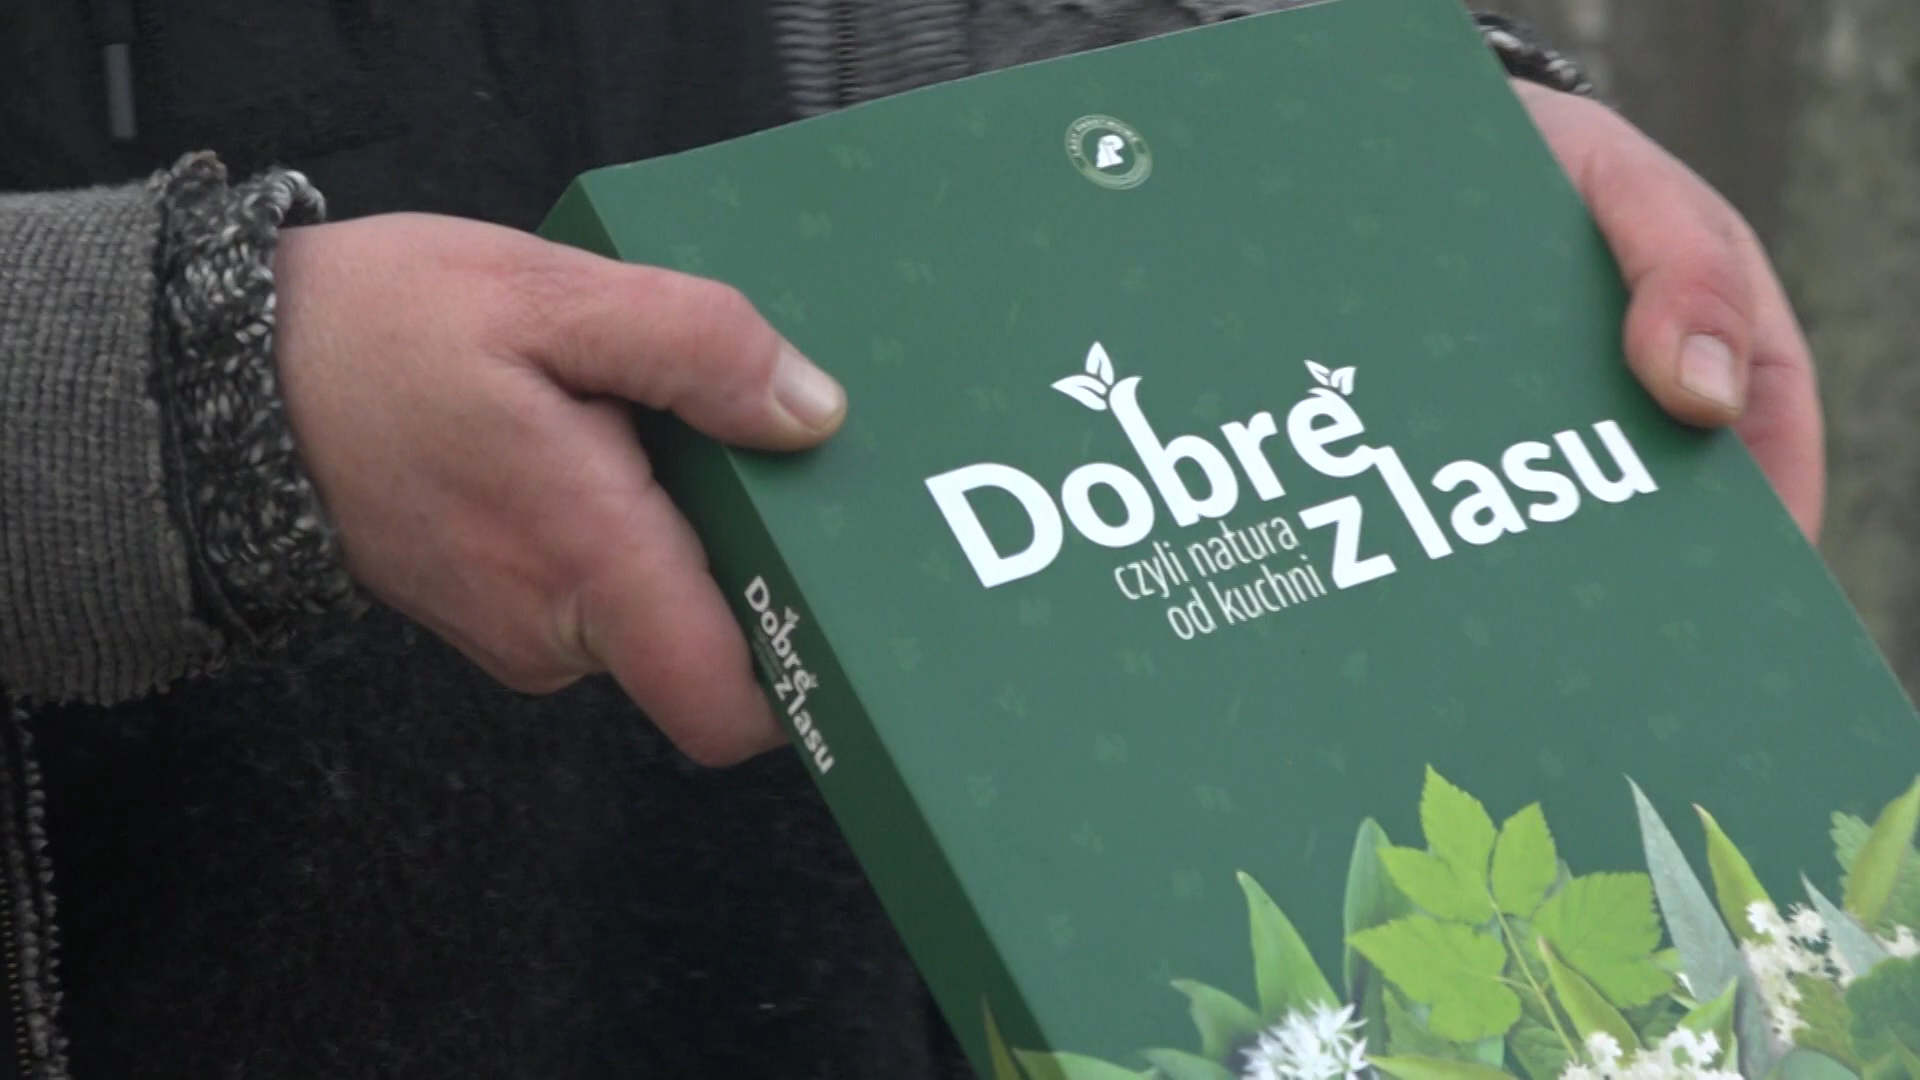 Dobre
z lasu
czyli natura
od kuchni
Dobre
z lasu